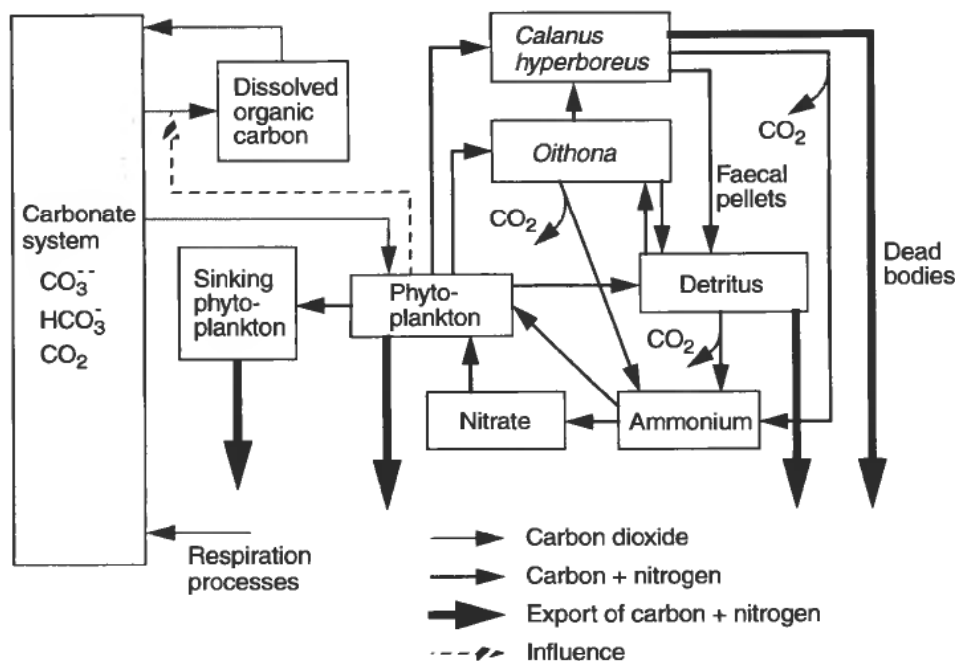 Calanus
hyperboreus
Dissolved
organic
carbon
CO₂
Oithona
Faecal
pellets
CO₂
Carbonate
system
CO₃⁻⁻
HCO₃⁻
CO₂
Sinking
phyto-
plankton
Phyto-
plankton
Detritus
Dead
bodies
CO₂
Nitrate
Ammonium
Respiration
processes
Carbon dioxide
Carbon + nitrogen
Export of carbon + nitrogen
Influence